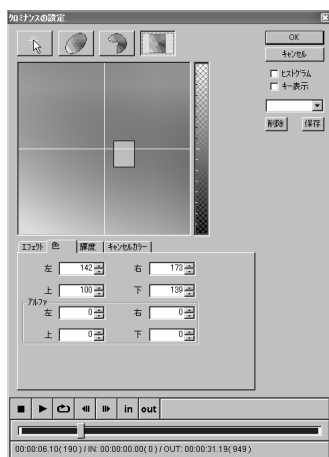 クロミナンスの設定
OK
キャンセル
ヒストグラム
キー表示
削除 保存
エフェクト 色 輝度 キャンセルカラー
左 142 右 173
上 100 下 139
アルファ
左 0 右 0
上 0 下 0
in out
00:00:06.10( 190 ) / IN: 00:00:00.00( 0 ) / OUT: 00:00:31.19( 949 )